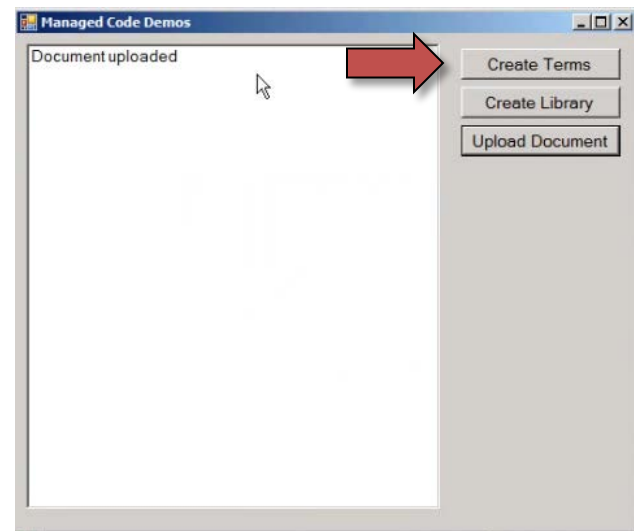 Managed Code Demos
Document uploaded
Create Terms
Create Library
Upload Document